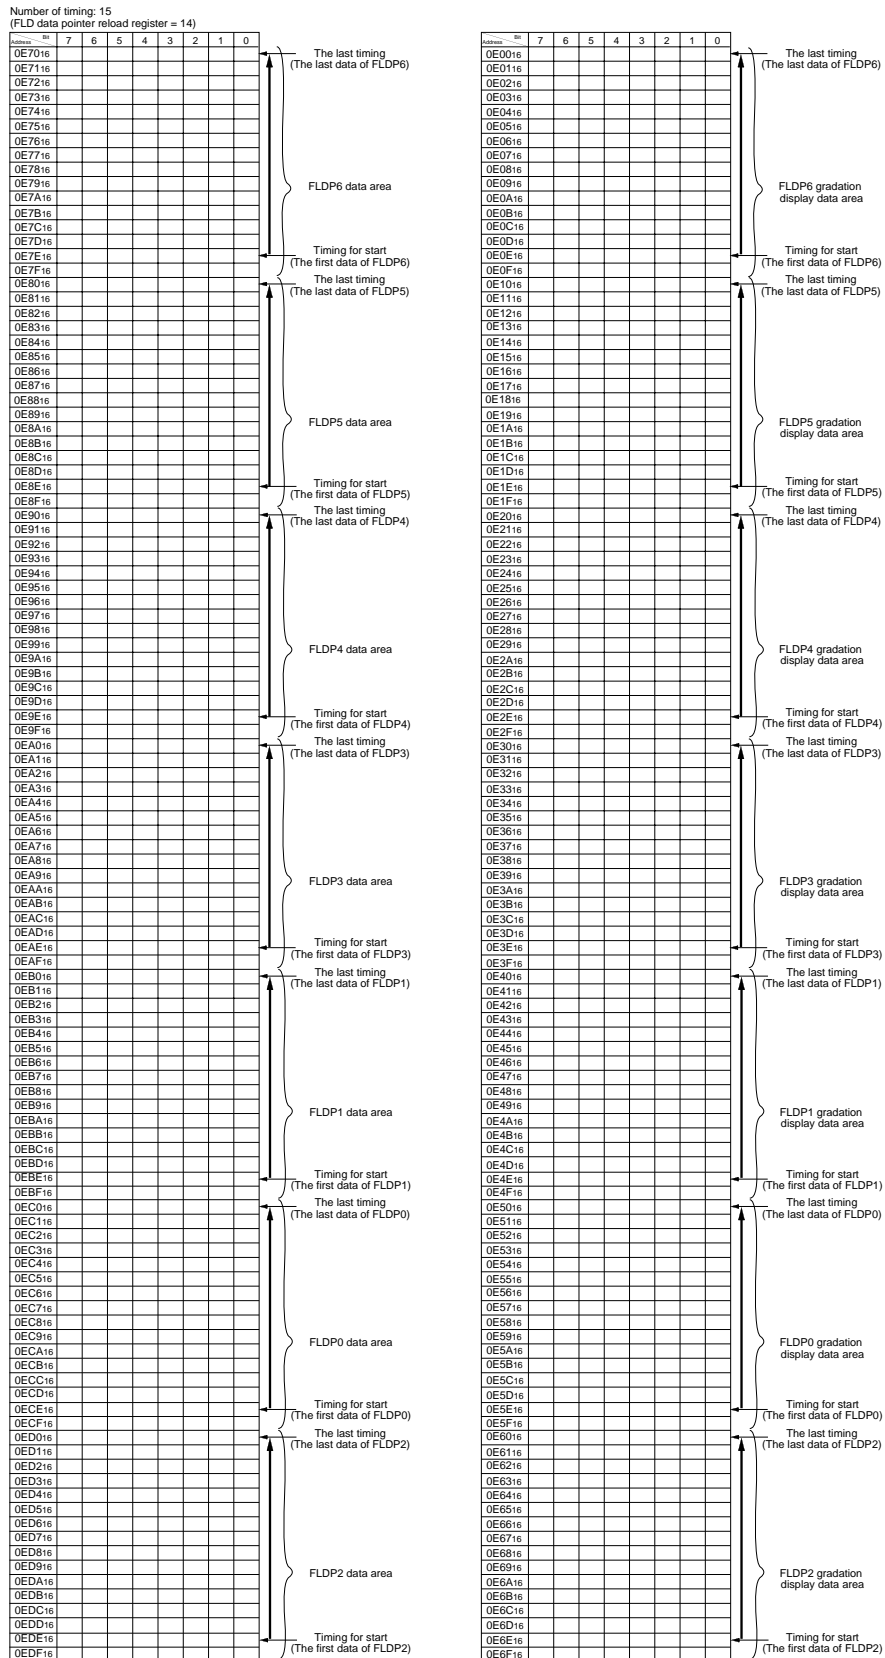 Number of timing: 15
(FLD data pointer reload register = 14)
Address Bit 7 6 5 4 3 2 1 0
0E7016 The last timing
(The last data of FLDP6)
0E7116
0E7216
0E7316
0E7416
0E7516
0E7616
0E7716
0E7816
0E7916 FLDP6 data area
0E7A16
0E7B16
0E7C16
0E7D16
0E7E16 Timing for start
(The first data of FLDP6)
0E7F16
0E8016 The last timing
(The last data of FLDP5)
0E8116
0E8216
0E8316
0E8416
0E8516
0E8616
0E8716
0E8816
0E8916 FLDP5 data area
0E8A16
0E8B16
0E8C16
0E8D16
0E8E16 Timing for start
(The first data of FLDP5)
0E8F16
0E9016 The last timing
(The last data of FLDP4)
0E9116
0E9216
0E9316
0E9416
0E9516
0E9616
0E9716
0E9816
0E9916 FLDP4 data area
0E9A16
0E9B16
0E9C16
0E9D16
0E9E16 Timing for start
(The first data of FLDP4)
0E9F16
0EA016 The last timing
(The last data of FLDP3)
0EA116
0EA216
0EA316
0EA416
0EA516
0EA616
0EA716
0EA816
0EA916 FLDP3 data area
0EAA16
0EAB16
0EAC16
0EAD16
0EAE16 Timing for start
(The first data of FLDP3)
0EAF16
0EB016 The last timing
(The last data of FLDP1)
0EB116
0EB216
0EB316
0EB416
0EB516
0EB616
0EB716
0EB816
0EB916 FLDP1 data area
0EBA16
0EBB16
0EBC16
0EBD16
0EBE16 Timing for start
(The first data of FLDP1)
0EBF16
0EC016 The last timing
(The last data of FLDP0)
0EC116
0EC216
0EC316
0EC416
0EC516
0EC616
0EC716
0EC816
0EC916 FLDP0 data area
0ECA16
0ECB16
0ECC16
0ECD16
0ECE16 Timing for start
(The first data of FLDP0)
0ECF16
0ED016 The last timing
(The last data of FLDP2)
0ED116
0ED216
0ED316
0ED416
0ED516
0ED616
0ED716
0ED816
0ED916 FLDP2 data area
0EDA16
0EDB16
0EDC16
0EDD16
0EDE16 Timing for start
(The first data of FLDP2)
0EDF16
Address Bit 7 6 5 4 3 2 1 0
0E0016 The last timing
(The last data of FLDP6)
0E0116
0E0216
0E0316
0E0416
0E0516
0E0616
0E0716
0E0816
0E0916 FLDP6 gradation
display data area
0E0A16
0E0B16
0E0C16
0E0D16
0E0E16 Timing for start
(The first data of FLDP6)
0E0F16
0E1016 The last timing
(The last data of FLDP5)
0E1116
0E1216
0E1316
0E1416
0E1516
0E1616
0E1716
0E1816
0E1916 FLDP5 gradation
display data area
0E1A16
0E1B16
0E1C16
0E1D16
0E1E16 Timing for start
(The first data of FLDP5)
0E1F16
0E2016 The last timing
(The last data of FLDP4)
0E2116
0E2216
0E2316
0E2416
0E2516
0E2616
0E2716
0E2816
0E2916 FLDP4 gradation
display data area
0E2A16
0E2B16
0E2C16
0E2D16
0E2E16 Timing for start
(The first data of FLDP4)
0E2F16
0E3016 The last timing
(The last data of FLDP3)
0E3116
0E3216
0E3316
0E3416
0E3516
0E3616
0E3716
0E3816
0E3916 FLDP3 gradation
display data area
0E3A16
0E3B16
0E3C16
0E3D16
0E3E16 Timing for start
(The first data of FLDP3)
0E3F16
0E4016 The last timing
(The last data of FLDP1)
0E4116
0E4216
0E4316
0E4416
0E4516
0E4616
0E4716
0E4816
0E4916 FLDP1 gradation
display data area
0E4A16
0E4B16
0E4C16
0E4D16
0E4E16 Timing for start
(The first data of FLDP1)
0E4F16
0E5016 The last timing
(The last data of FLDP0)
0E5116
0E5216
0E5316
0E5416
0E5516
0E5616
0E5716
0E5816
0E5916 FLDP0 gradation
display data area
0E5A16
0E5B16
0E5C16
0E5D16
0E5E16 Timing for start
(The first data of FLDP0)
0E5F16
0E6016 The last timing
(The last data of FLDP2)
0E6116
0E6216
0E6316
0E6416
0E6516
0E6616
0E6716
0E6816
0E6916 FLDP2 gradation
display data area
0E6A16
0E6B16
0E6C16
0E6D16
0E6E16 Timing for start
(The first data of FLDP2)
0E6F16